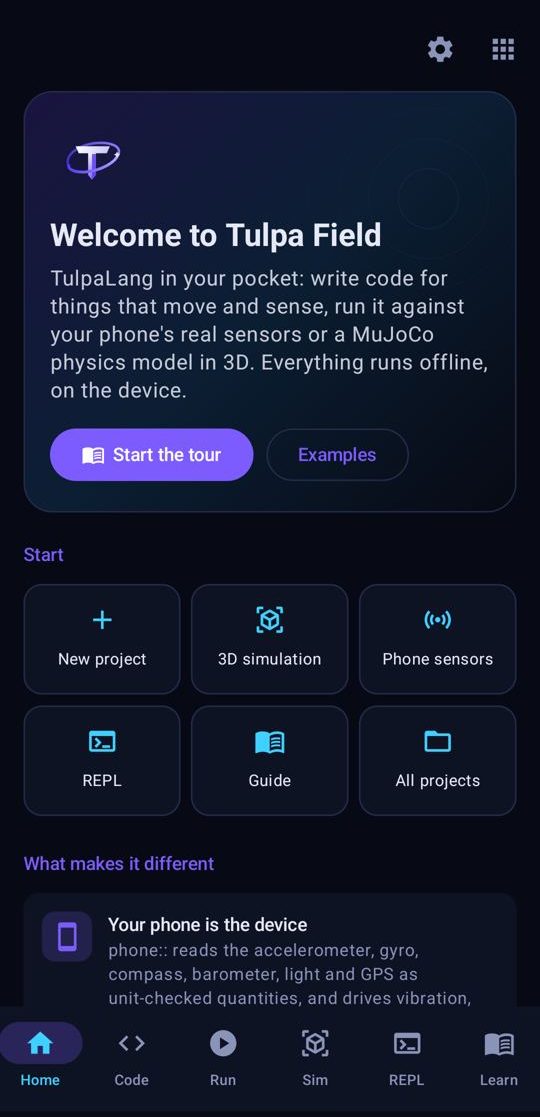 Welcome to Tulpa Field
TulpaLang in your pocket: write code for
things that move and sense, run it against
your phone's real sensors or a MuJoCo
physics model in 3D. Everything runs offline,
on the device.
Start the tour
Examples
Start
New project
3D simulation
Phone sensors
REPL
Guide
All projects
What makes it different
Your phone is the device
phone:: reads the accelerometer, gyro,
compass, barometer, light and GPS as
unit-checked quantities, and drives vibration,
Home
Code
Run
Sim
REPL
Learn